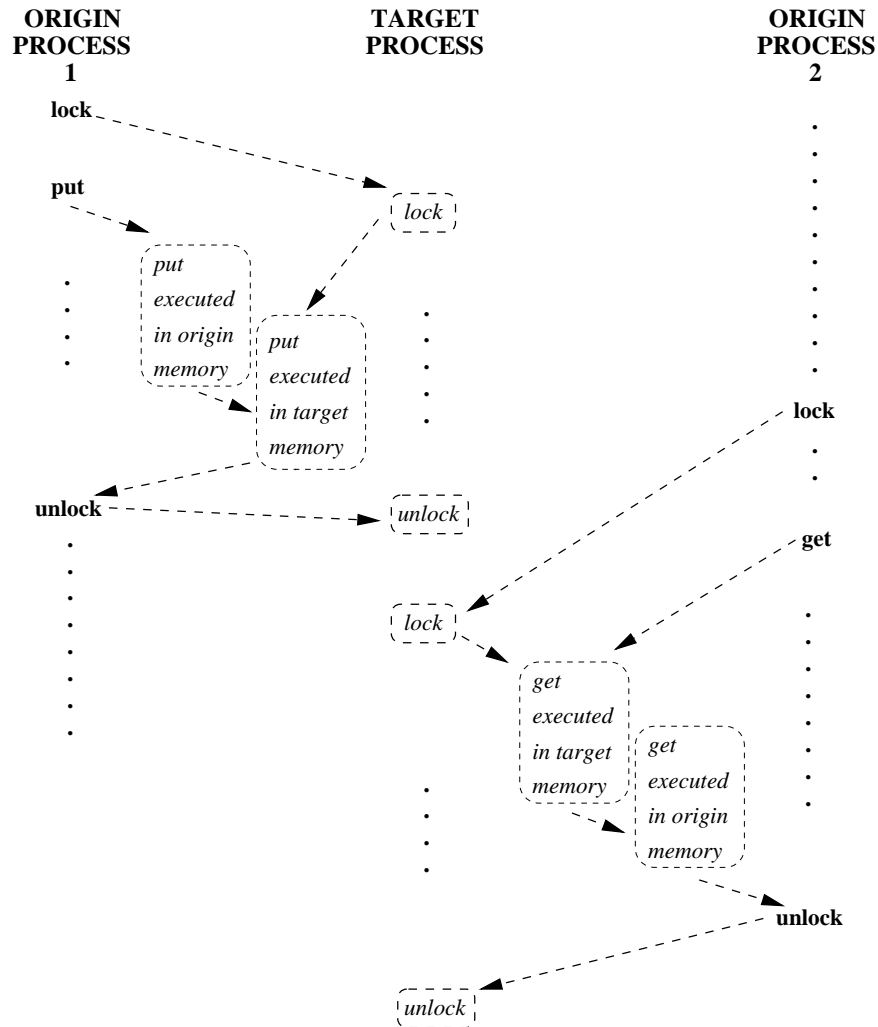 ORIGIN
PROCESS
1
TARGET
PROCESS
ORIGIN
PROCESS
2
lock
put
lock
put
executed
in origin
memory
put
executed
in target
memory
lock
unlock
unlock
get
lock
get
executed
in target
memory
get
executed
in origin
memory
unlock
unlock